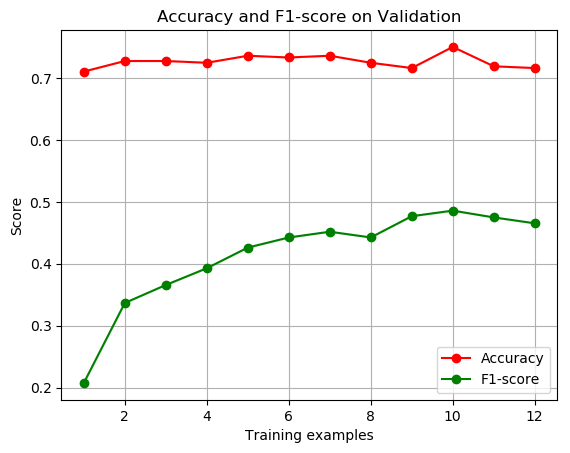 Accuracy and F1-score on Validation
Score
0.7
0.6
0.5
0.4
0.3
0.2
Accuracy
F1-score
2 4 6 8 10 12
Training examples